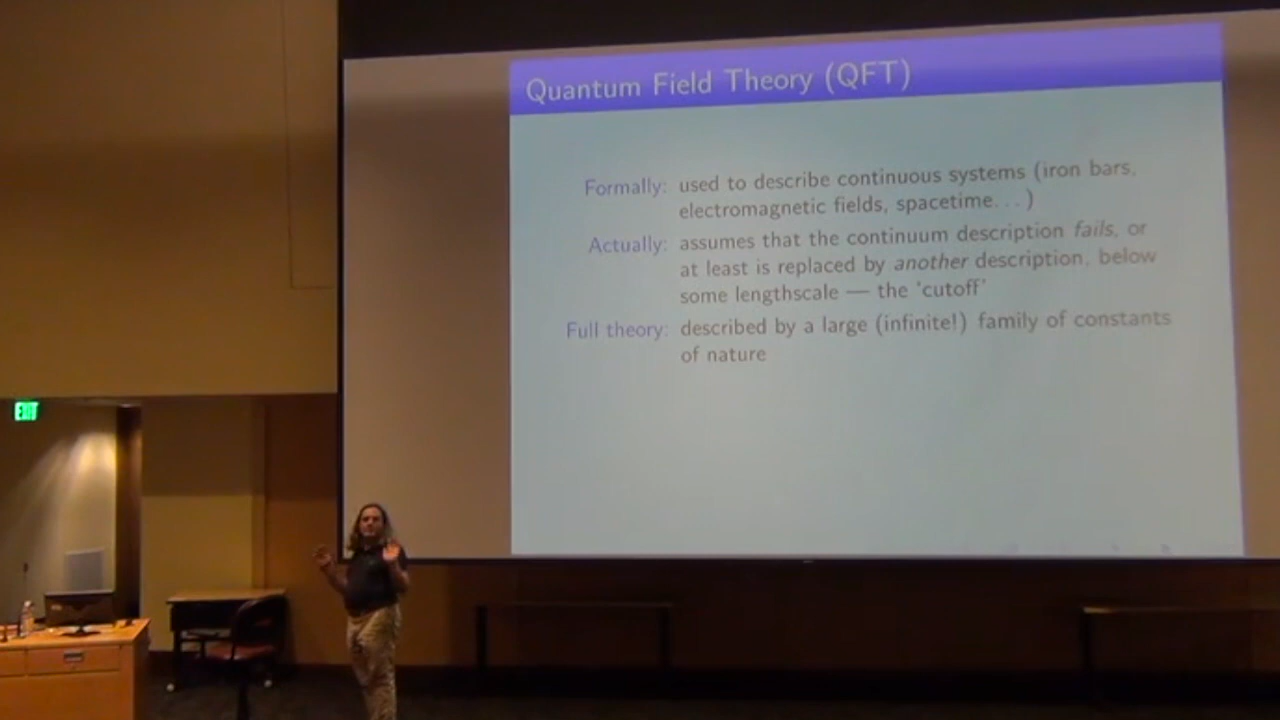 Quantum Field Theory (QFT)
Formally: used to describe continuous systems (iron bars,
electromagnetic fields, spacetime...)
Actually: assumes that the continuum description fails, or
at least is replaced by another description, below
some lengthscale — the 'cutoff'
Full theory: described by a large (infinite!) family of constants
of nature
EXIT